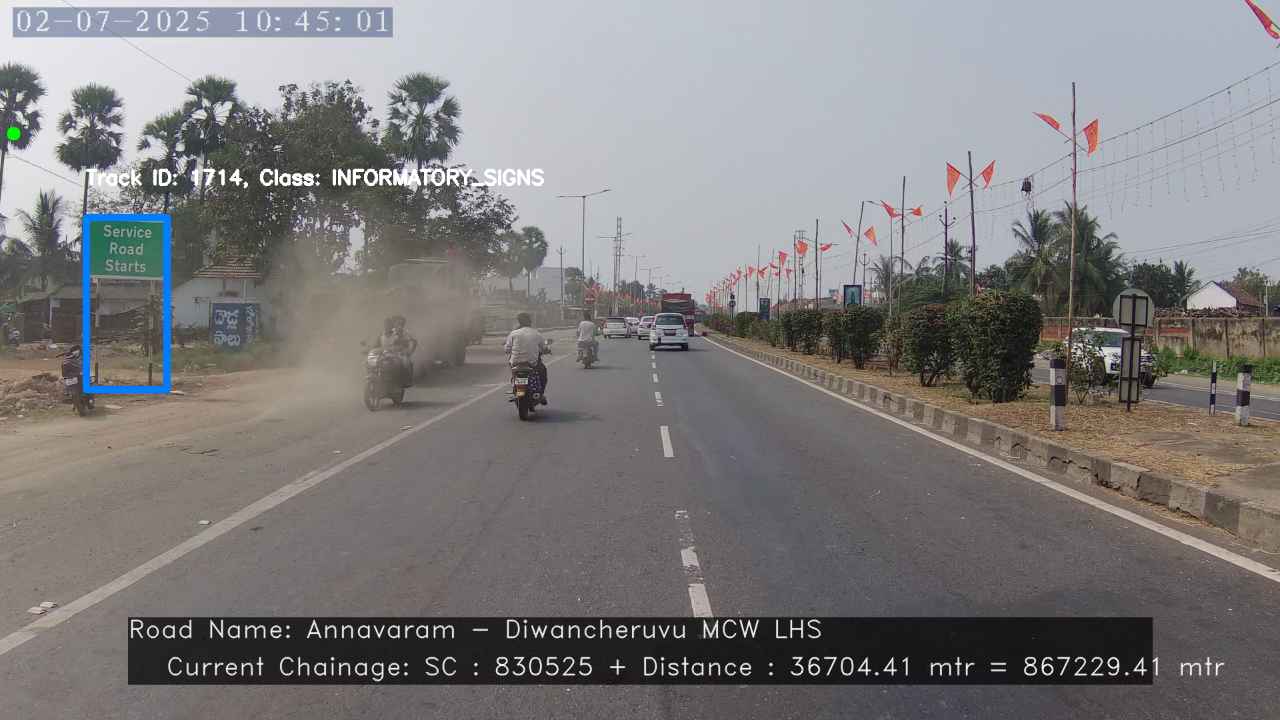 02-07-2025 10:45:01
Track ID: 1714, Class: INFORMATORY_SIGNS
Service
Road
Starts
Road Name: Annavaram - Diwancheruvu MCW LHS
Current Chainage: SC : 830525 + Distance : 36704.41 mtr = 867229.41 mtr